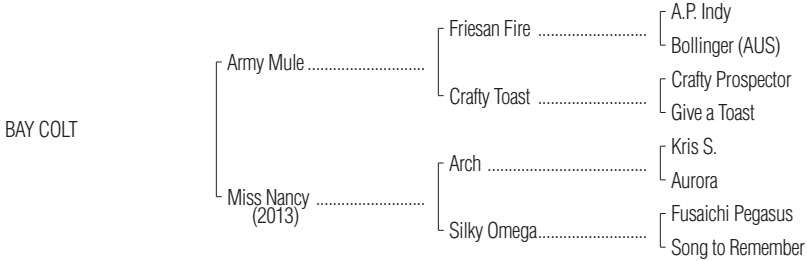 A.P. Indy
Friesan Fire ..........................
Bollinger (AUS)
Army Mule ............................
Crafty Prospector
Crafty Toast ..........................
Give a Toast
BAY COLT
Kris S.
Arch .......................................
Aurora
Miss Nancy ..........................
(2013)
Fusaichi Pegasus
Silky Omega..........................
Song to Remember